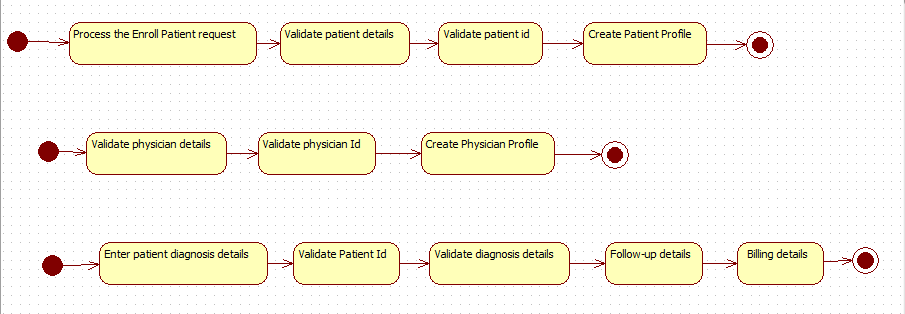 Process the Enroll Patient request
Validate patient details
Validate patient id
Create Patient Profile
Validate physician details
Validate physician Id
Create Physician Profile
Enter patient diagnosis details
Validate Patient Id
Validate diagnosis details
Follow-up details
Billing details